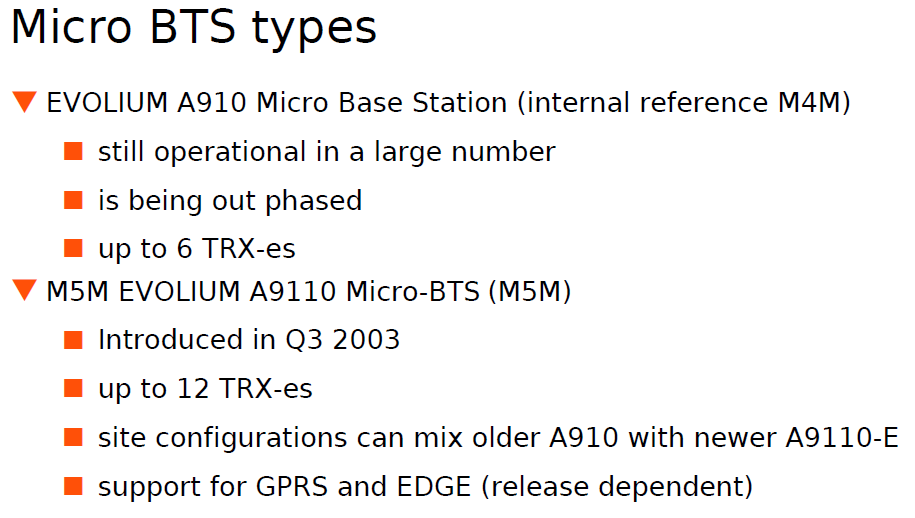 Micro BTS types
EVOLIUM A910 Micro Base Station (internal reference M4M)
still operational in a large number
is being out phased
up to 6 TRX-es
M5M EVOLIUM A9110 Micro-BTS (M5M)
Introduced in Q3 2003
up to 12 TRX-es
site configurations can mix older A910 with newer A9110-E
support for GPRS and EDGE (release dependent)